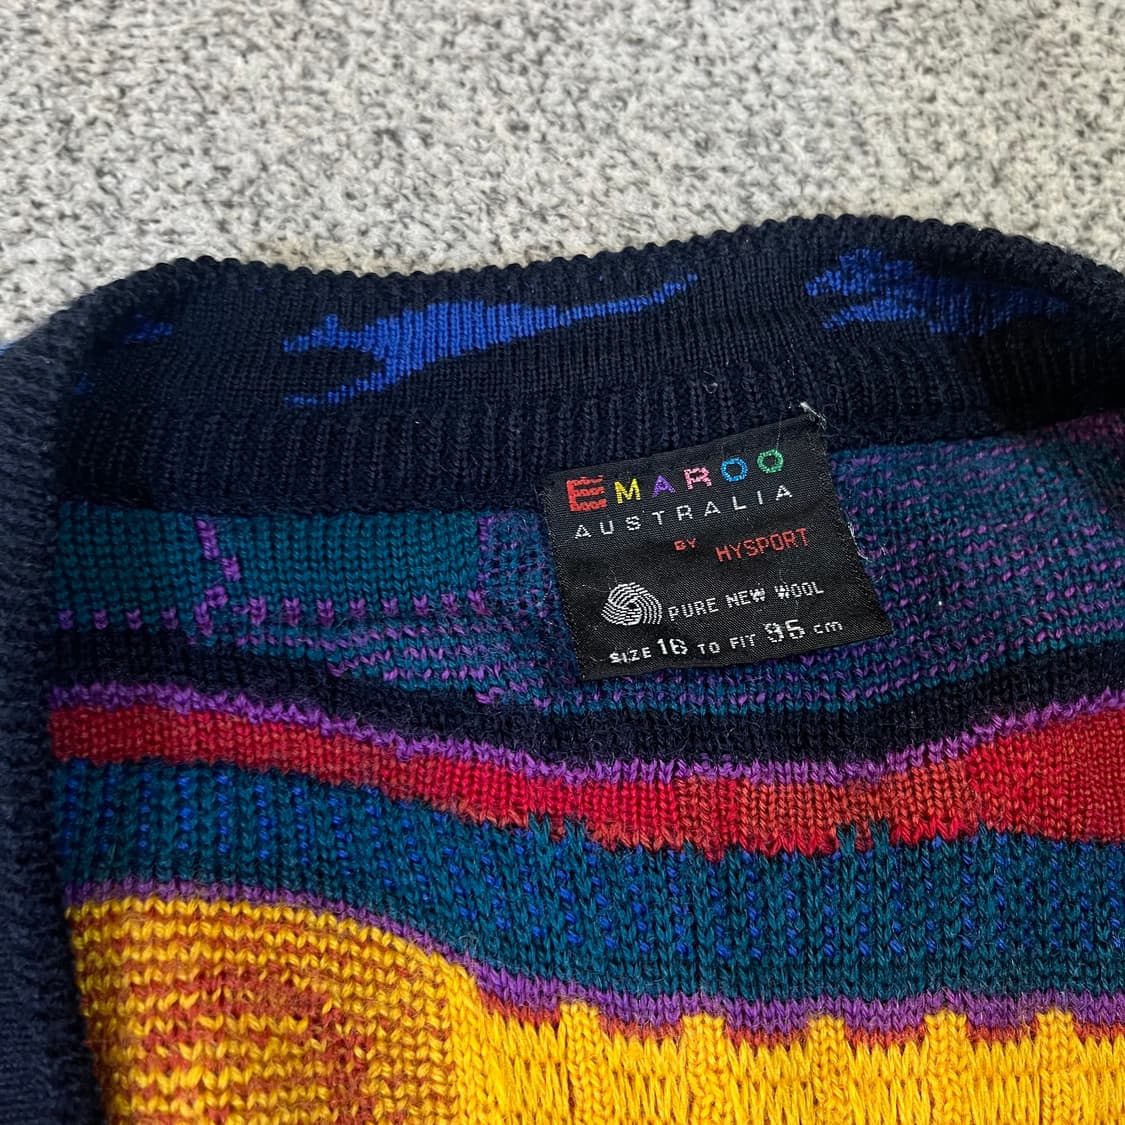 EMAROO
AUSTRALIA
BY HYSPORT
PURE NEW WOOL
SIZE 16 TO FIT 95 cm